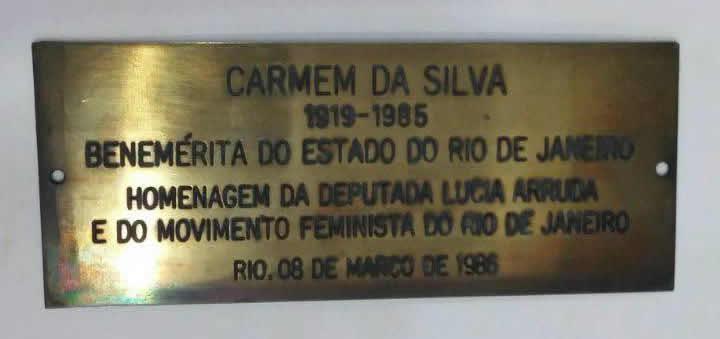 CARMEM DA SILVA
1919-1985
BENEMÉRITA DO ESTADO DO RIO DE JANEIRO
HOMENAGEM DA DEPUTADA LUCIA ARRUDA
E DO MOVIMENTO FEMINISTA DO RIO DE JANEIRO
RIO, 08 DE MARÇO DE 1986